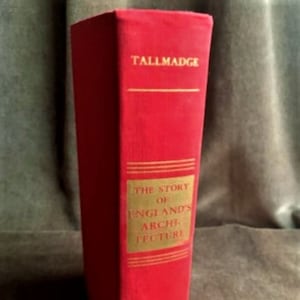 TALLMADGE
THE STORY
OF
ENGLAND'S
ARCHI-
TECTURE